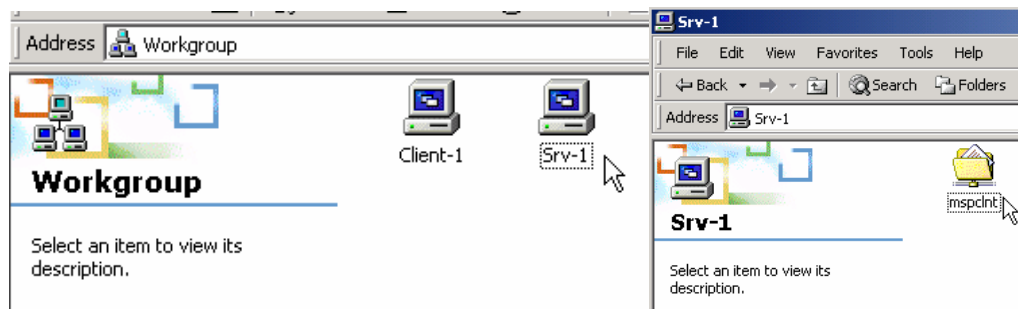 Address Workgroup
Client-1
Srv-1
Workgroup
Select an item to view its
description.
Srv-1
File Edit View Favorites Tools Help
Back Search Folders
Address Srv-1
mspclnt
Srv-1
Select an item to view its
description.